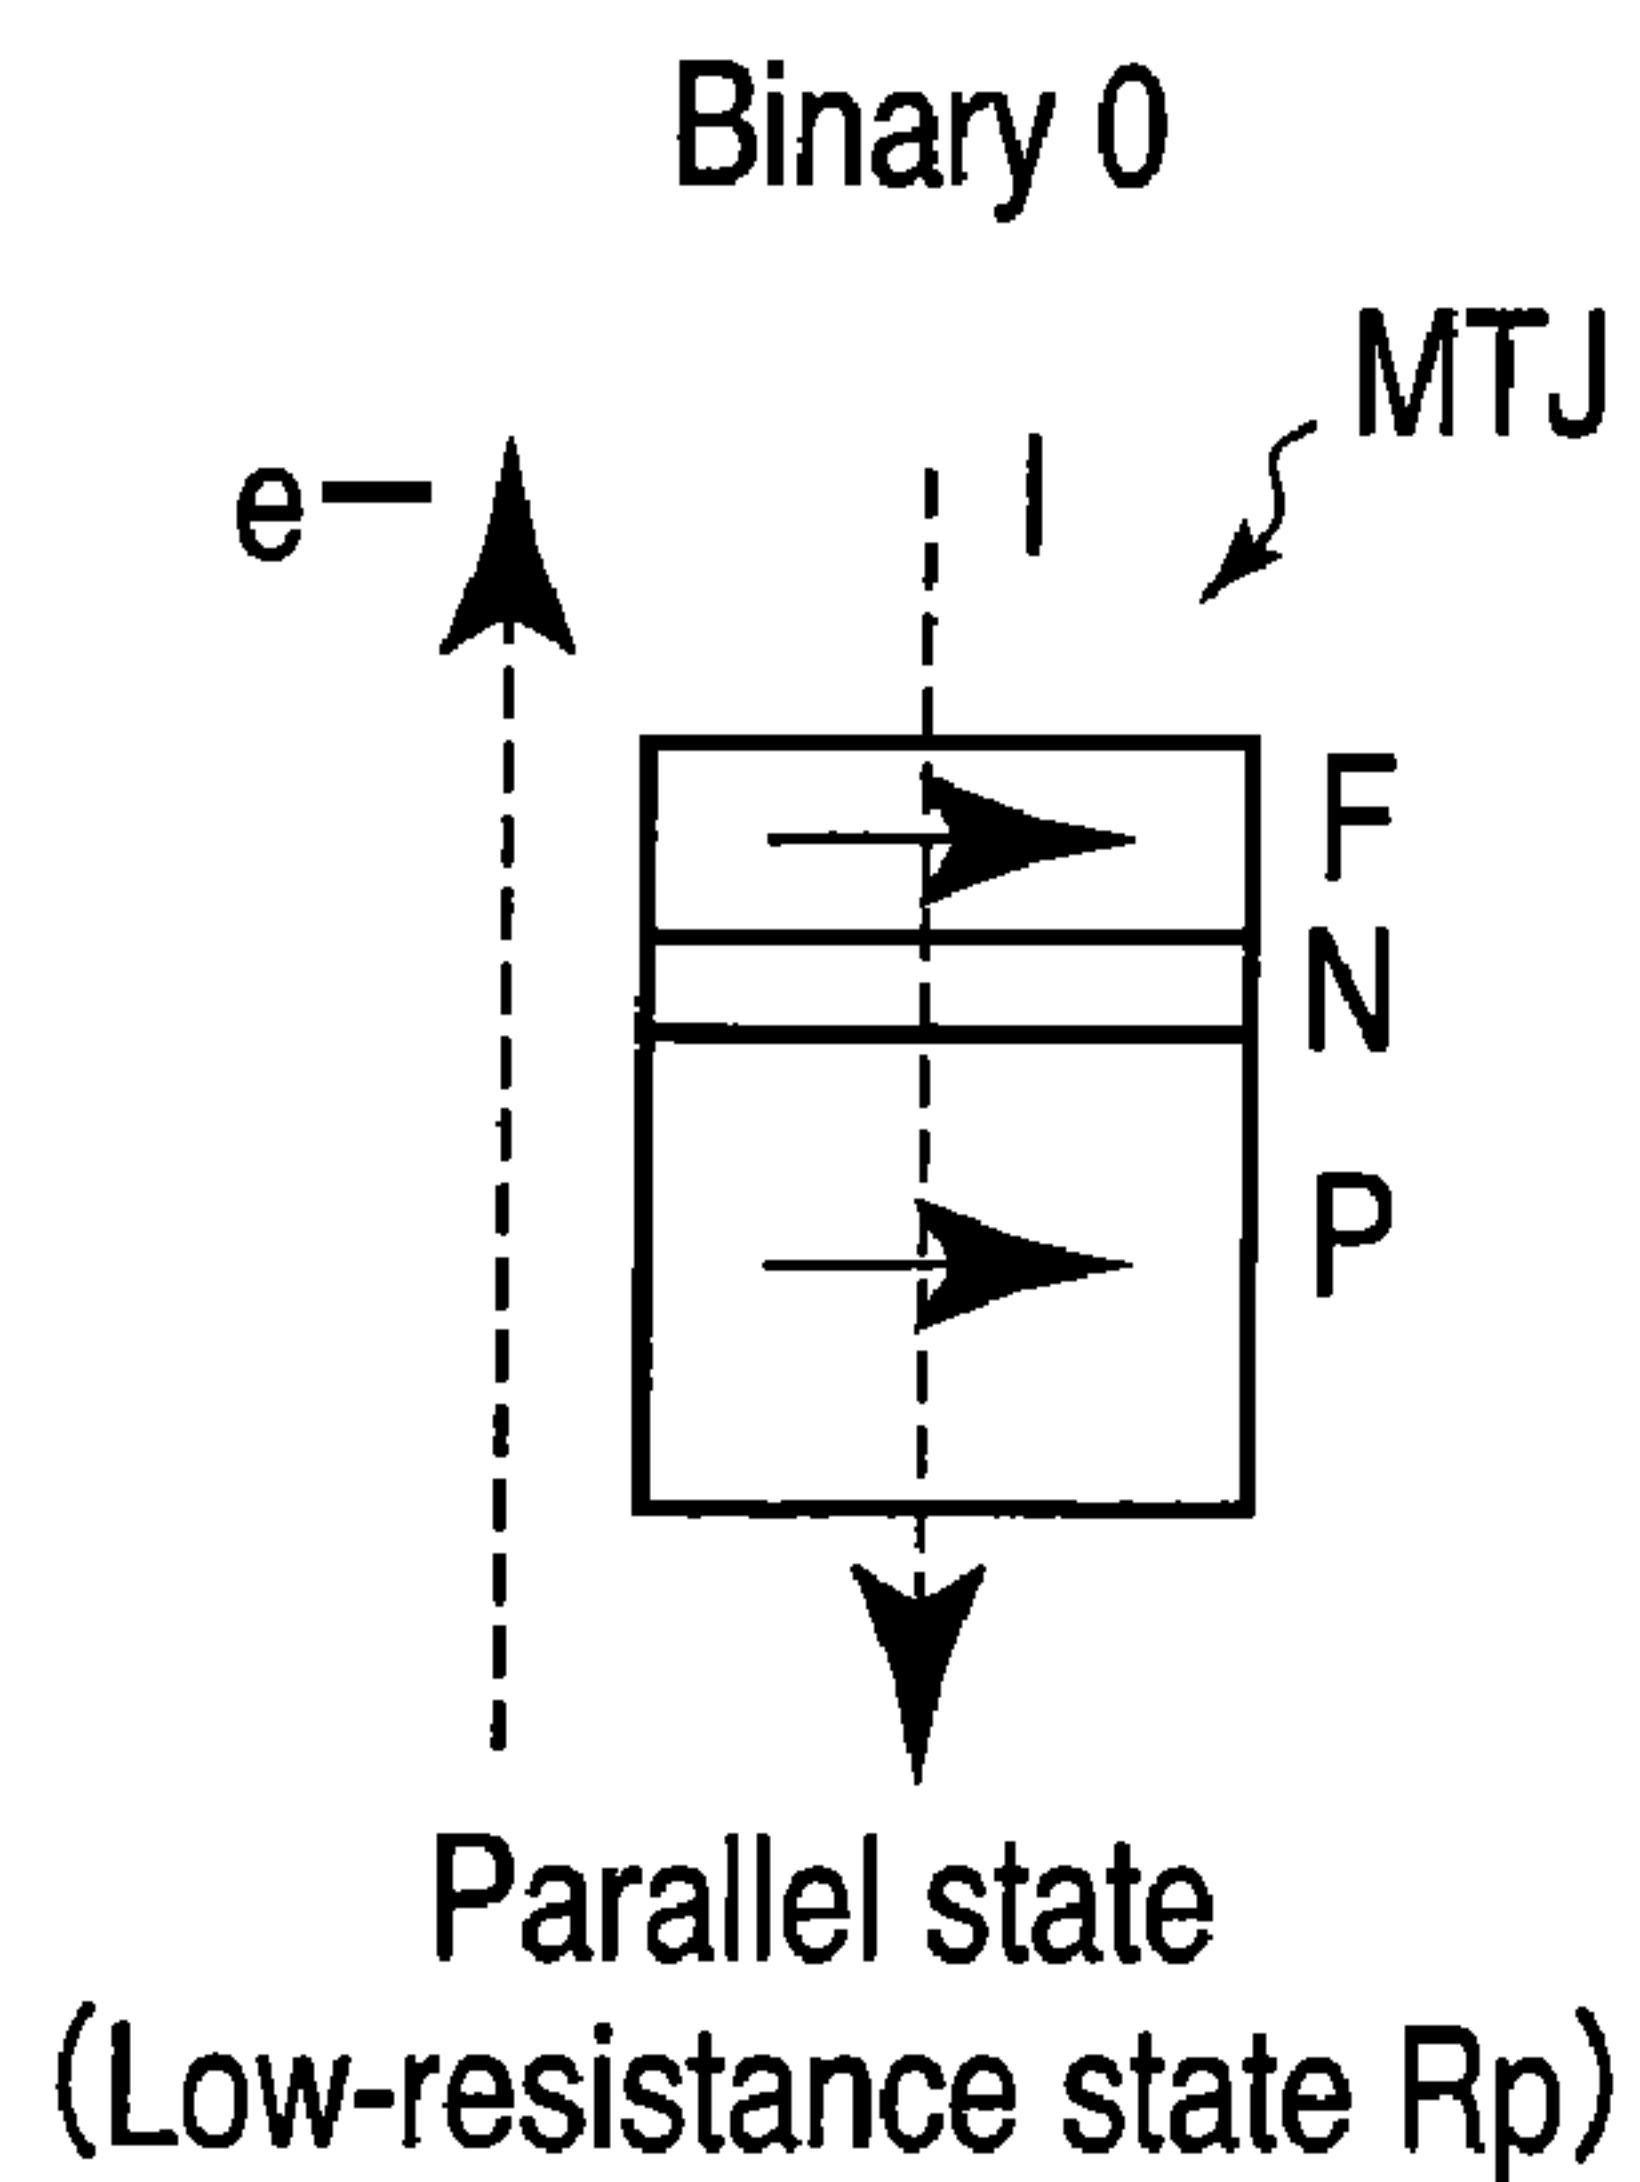 Binary 0
MTJ
e− I
F
N
P
Parallel state
(Low-resistance state Rp)